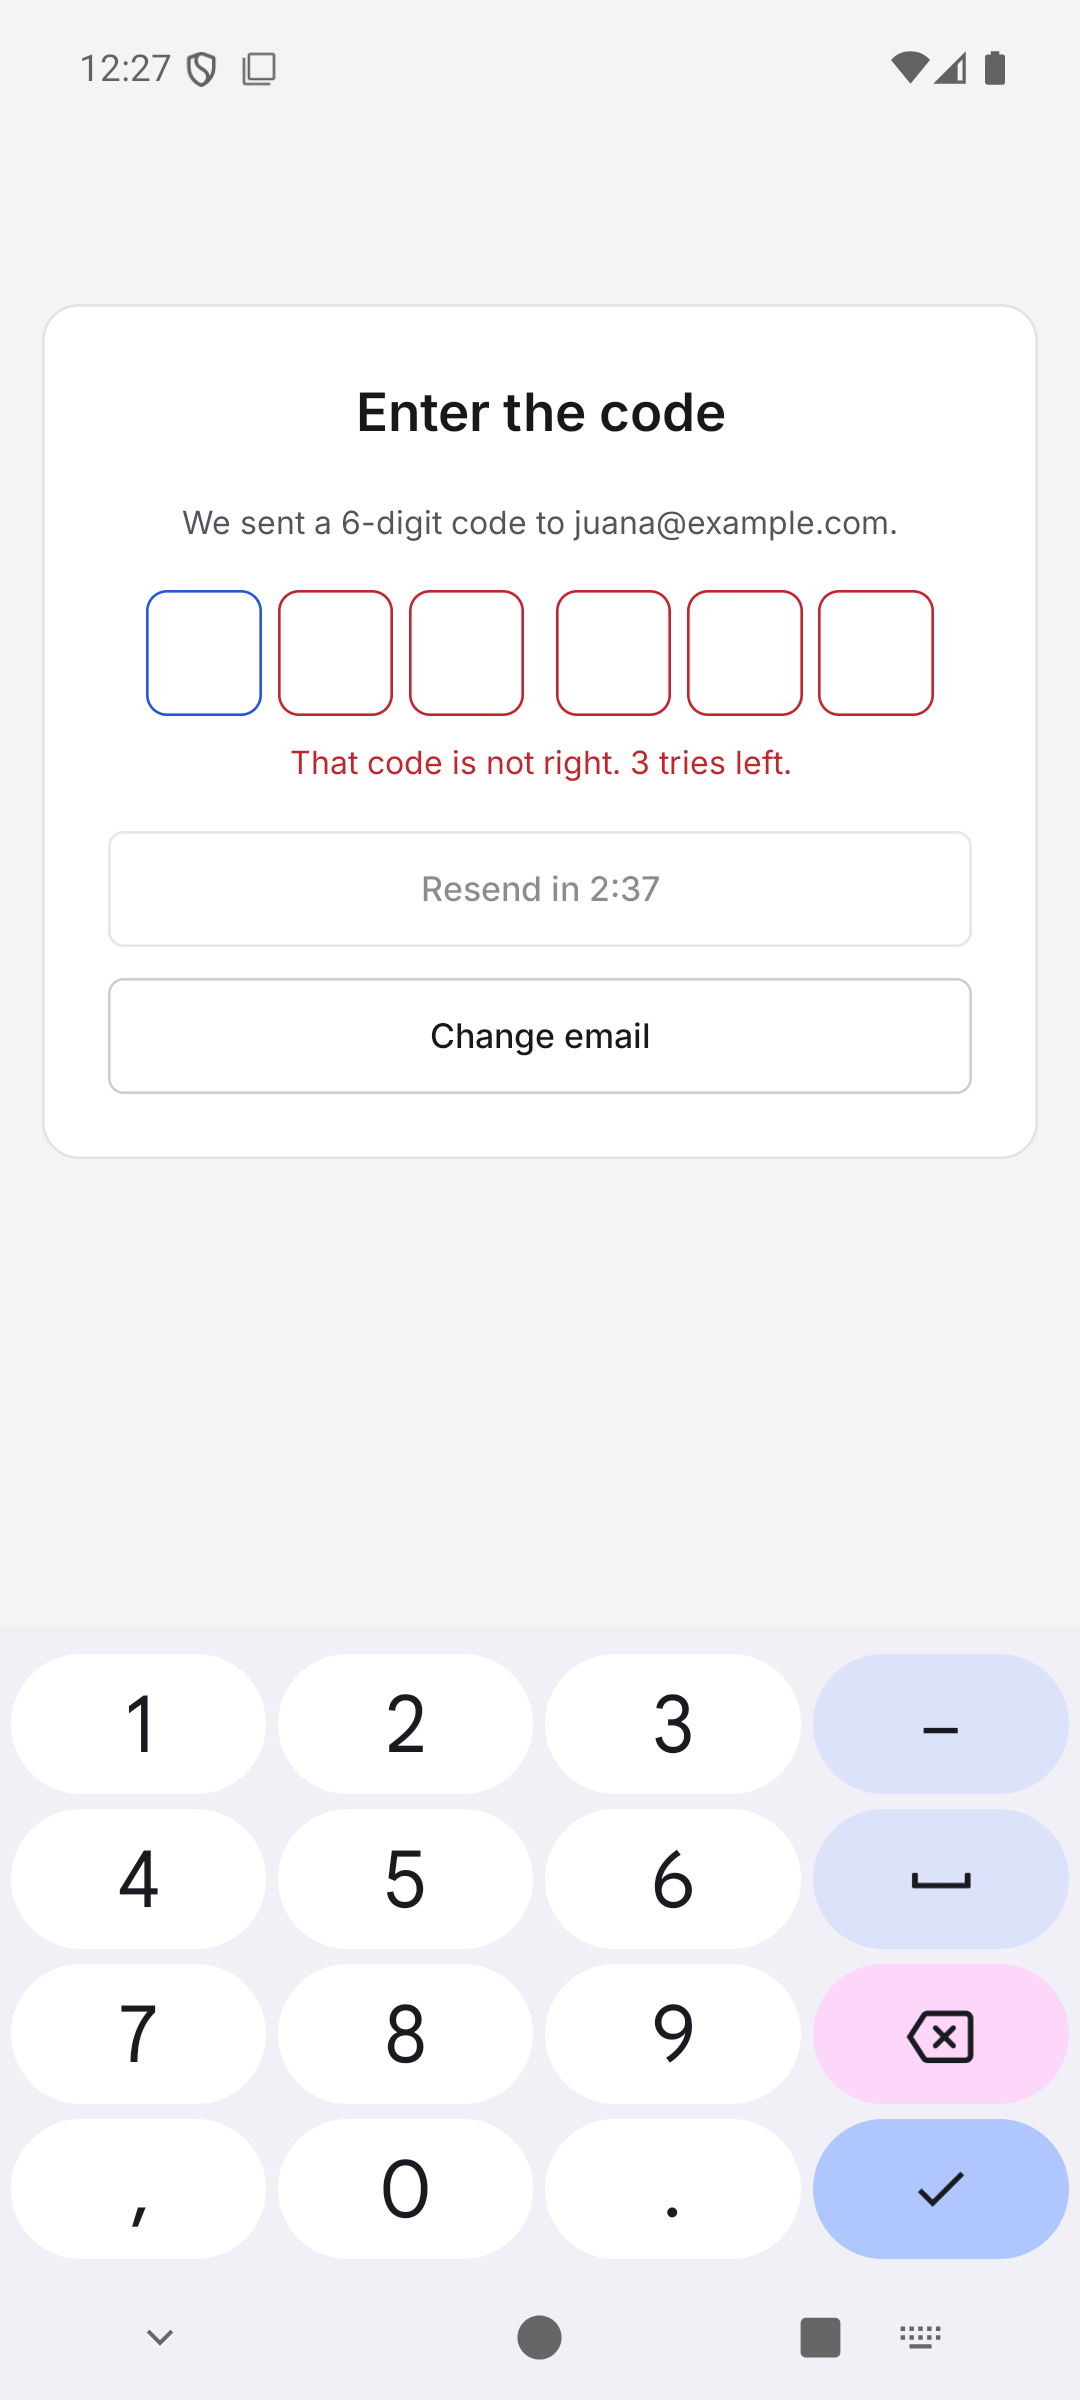 12:27
Enter the code
We sent a 6-digit code to juana@example.com.
That code is not right. 3 tries left.
Resend in 2:37
Change email
1 2 3 –
4 5 6
7 8 9
, 0 .